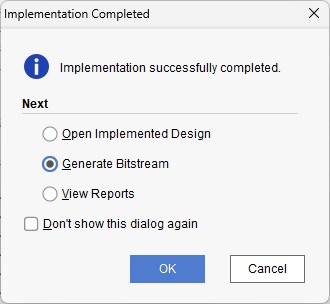 Implementation Completed
Implementation successfully completed.
Next
Open Implemented Design
Generate Bitstream
View Reports
Don't show this dialog again
OK
Cancel